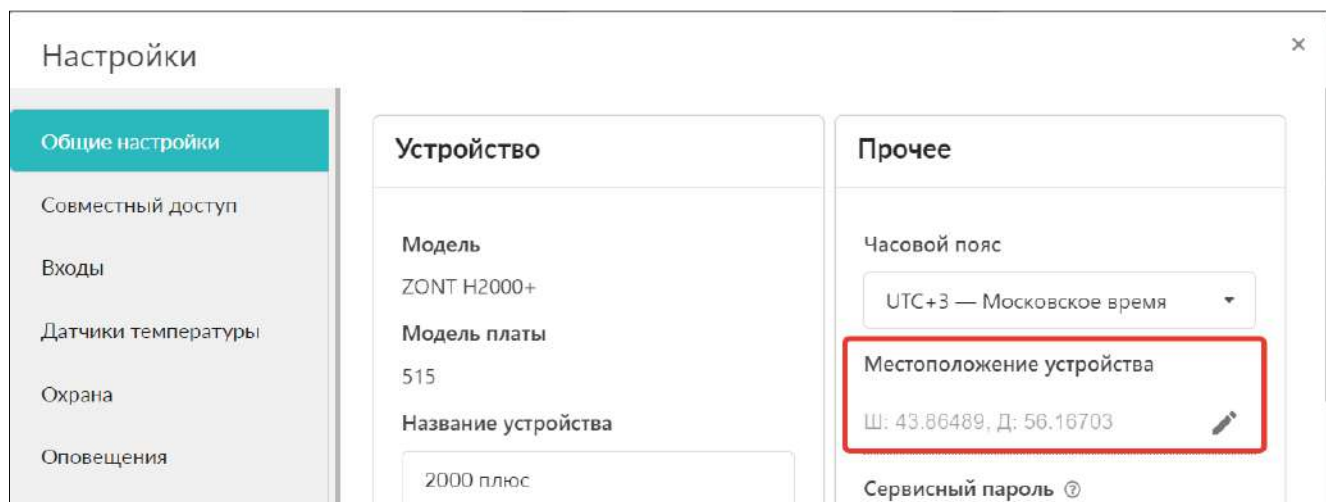 Настройки
Общие настройки
Совместный доступ
Входы
Датчики температуры
Охрана
Оповещения
Устройство
Модель
ZONT H2000+
Модель платы
515
Название устройства
2000 плюс
Прочее
Часовой пояс
UTC+3 — Московское время
Местоположение устройства
Ш: 43.86489, Д: 56.16703
Сервисный пароль